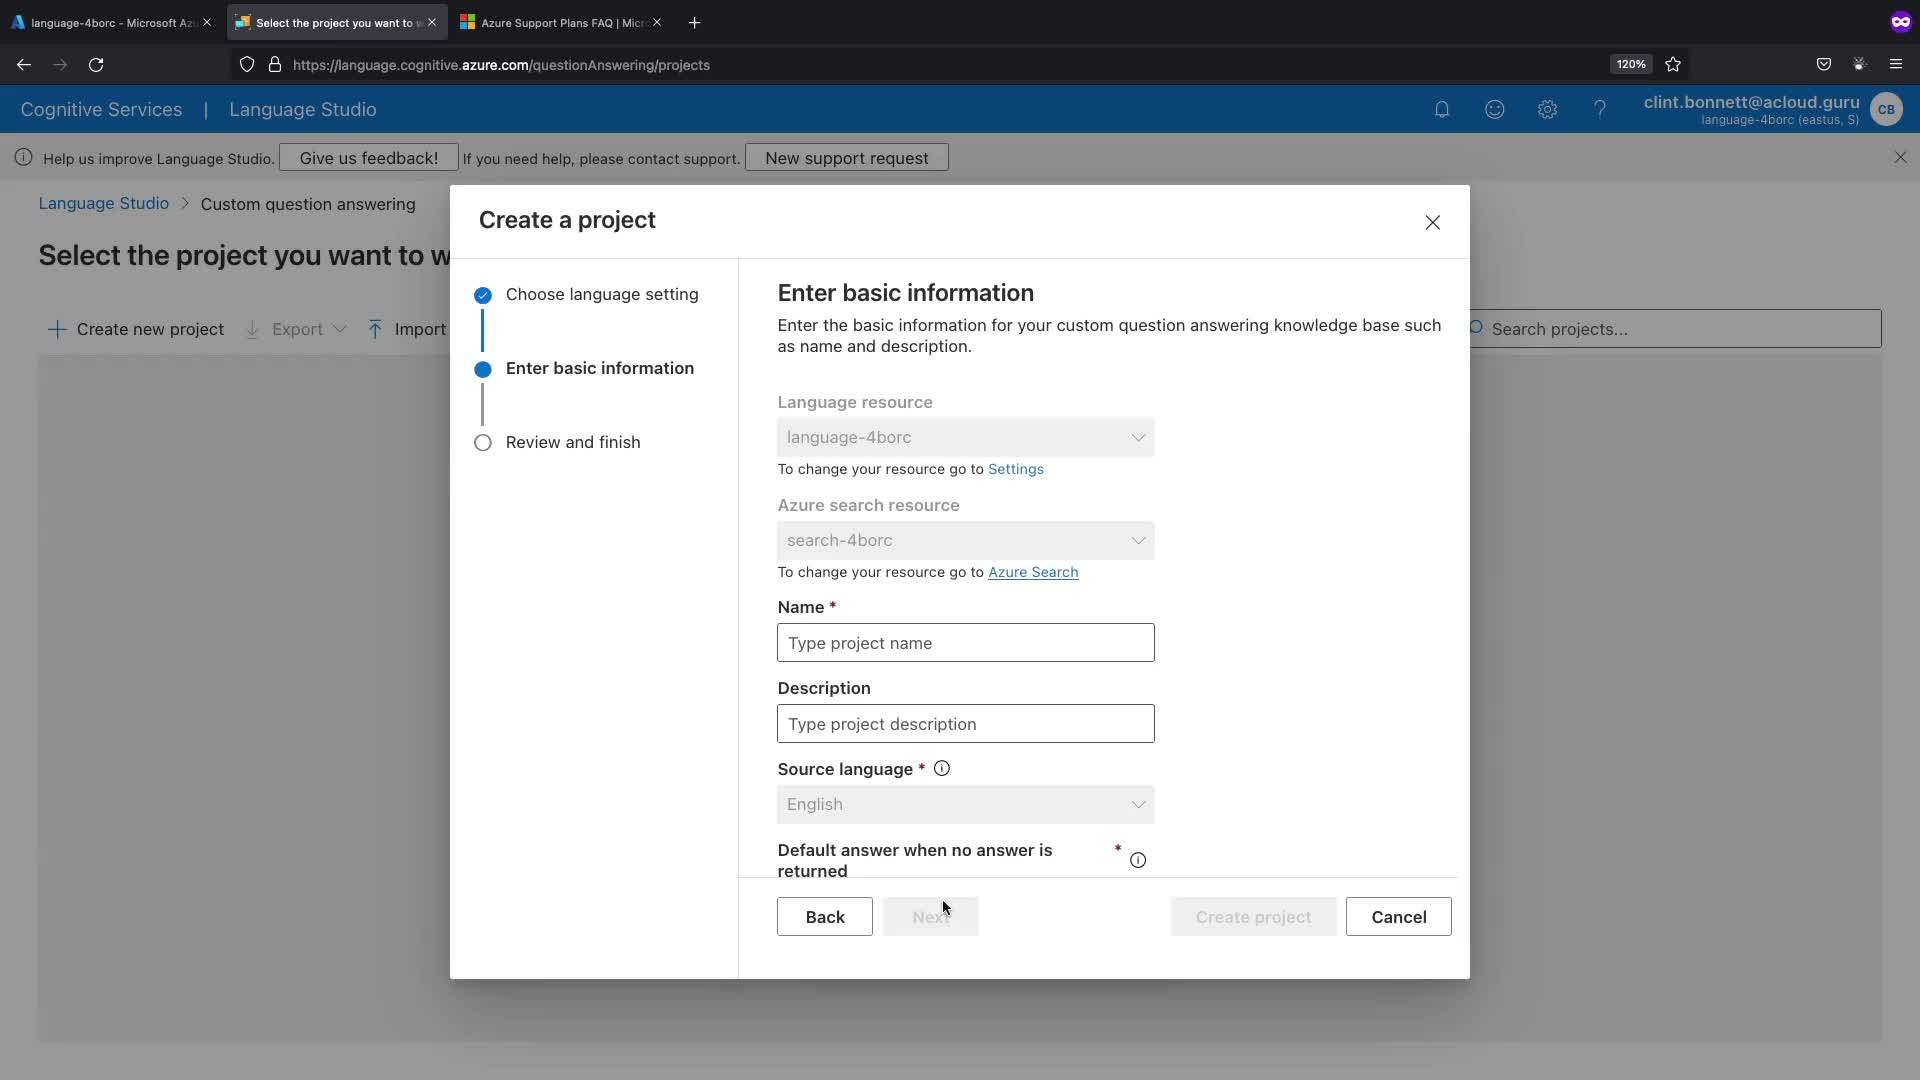 language-4borc - Microsoft Az
Select the project you want to w
Azure Support Plans FAQ | Micr
https://language.cognitive.azure.com/questionAnswering/projects
120%
Cognitive Services | Language Studio
clint.bonnett@acloud.guru
language-4borc (eastus, S)
CB
Help us improve Language Studio. Give us feedback! If you need help, please contact support. New support request
Language Studio > Custom question answering
Select the project you want to w
Create new project Export Import
Search projects...
Create a project
Choose language setting
Enter basic information
Review and finish
Enter basic information
Enter the basic information for your custom question answering knowledge base such
as name and description.
Language resource
language-4borc
To change your resource go to Settings
Azure search resource
search-4borc
To change your resource go to Azure Search
Name *
Type project name
Description
Type project description
Source language *
English
Default answer when no answer is *
returned
Back Next Create project Cancel